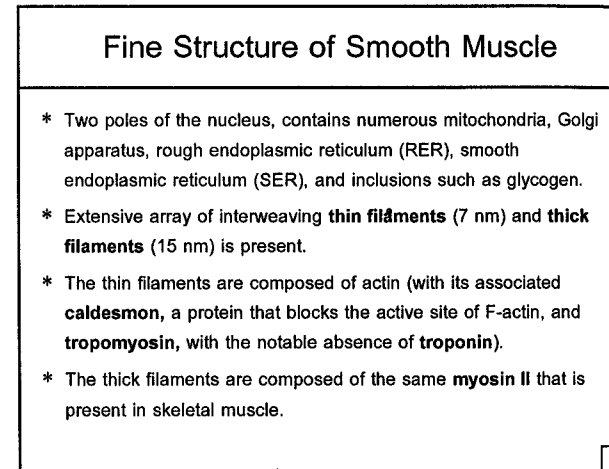 Fine Structure of Smooth Muscle
* Two poles of the nucleus, contains numerous mitochondria, Golgi
apparatus, rough endoplasmic reticulum (RER), smooth
endoplasmic reticulum (SER), and inclusions such as glycogen.
* Extensive array of interweaving thin filaments (7 nm) and thick
filaments (15 nm) is present.
* The thin filaments are composed of actin (with its associated
caldesmon, a protein that blocks the active site of F-actin, and
tropomyosin, with the notable absence of troponin).
* The thick filaments are composed of the same myosin II that is
present in skeletal muscle.